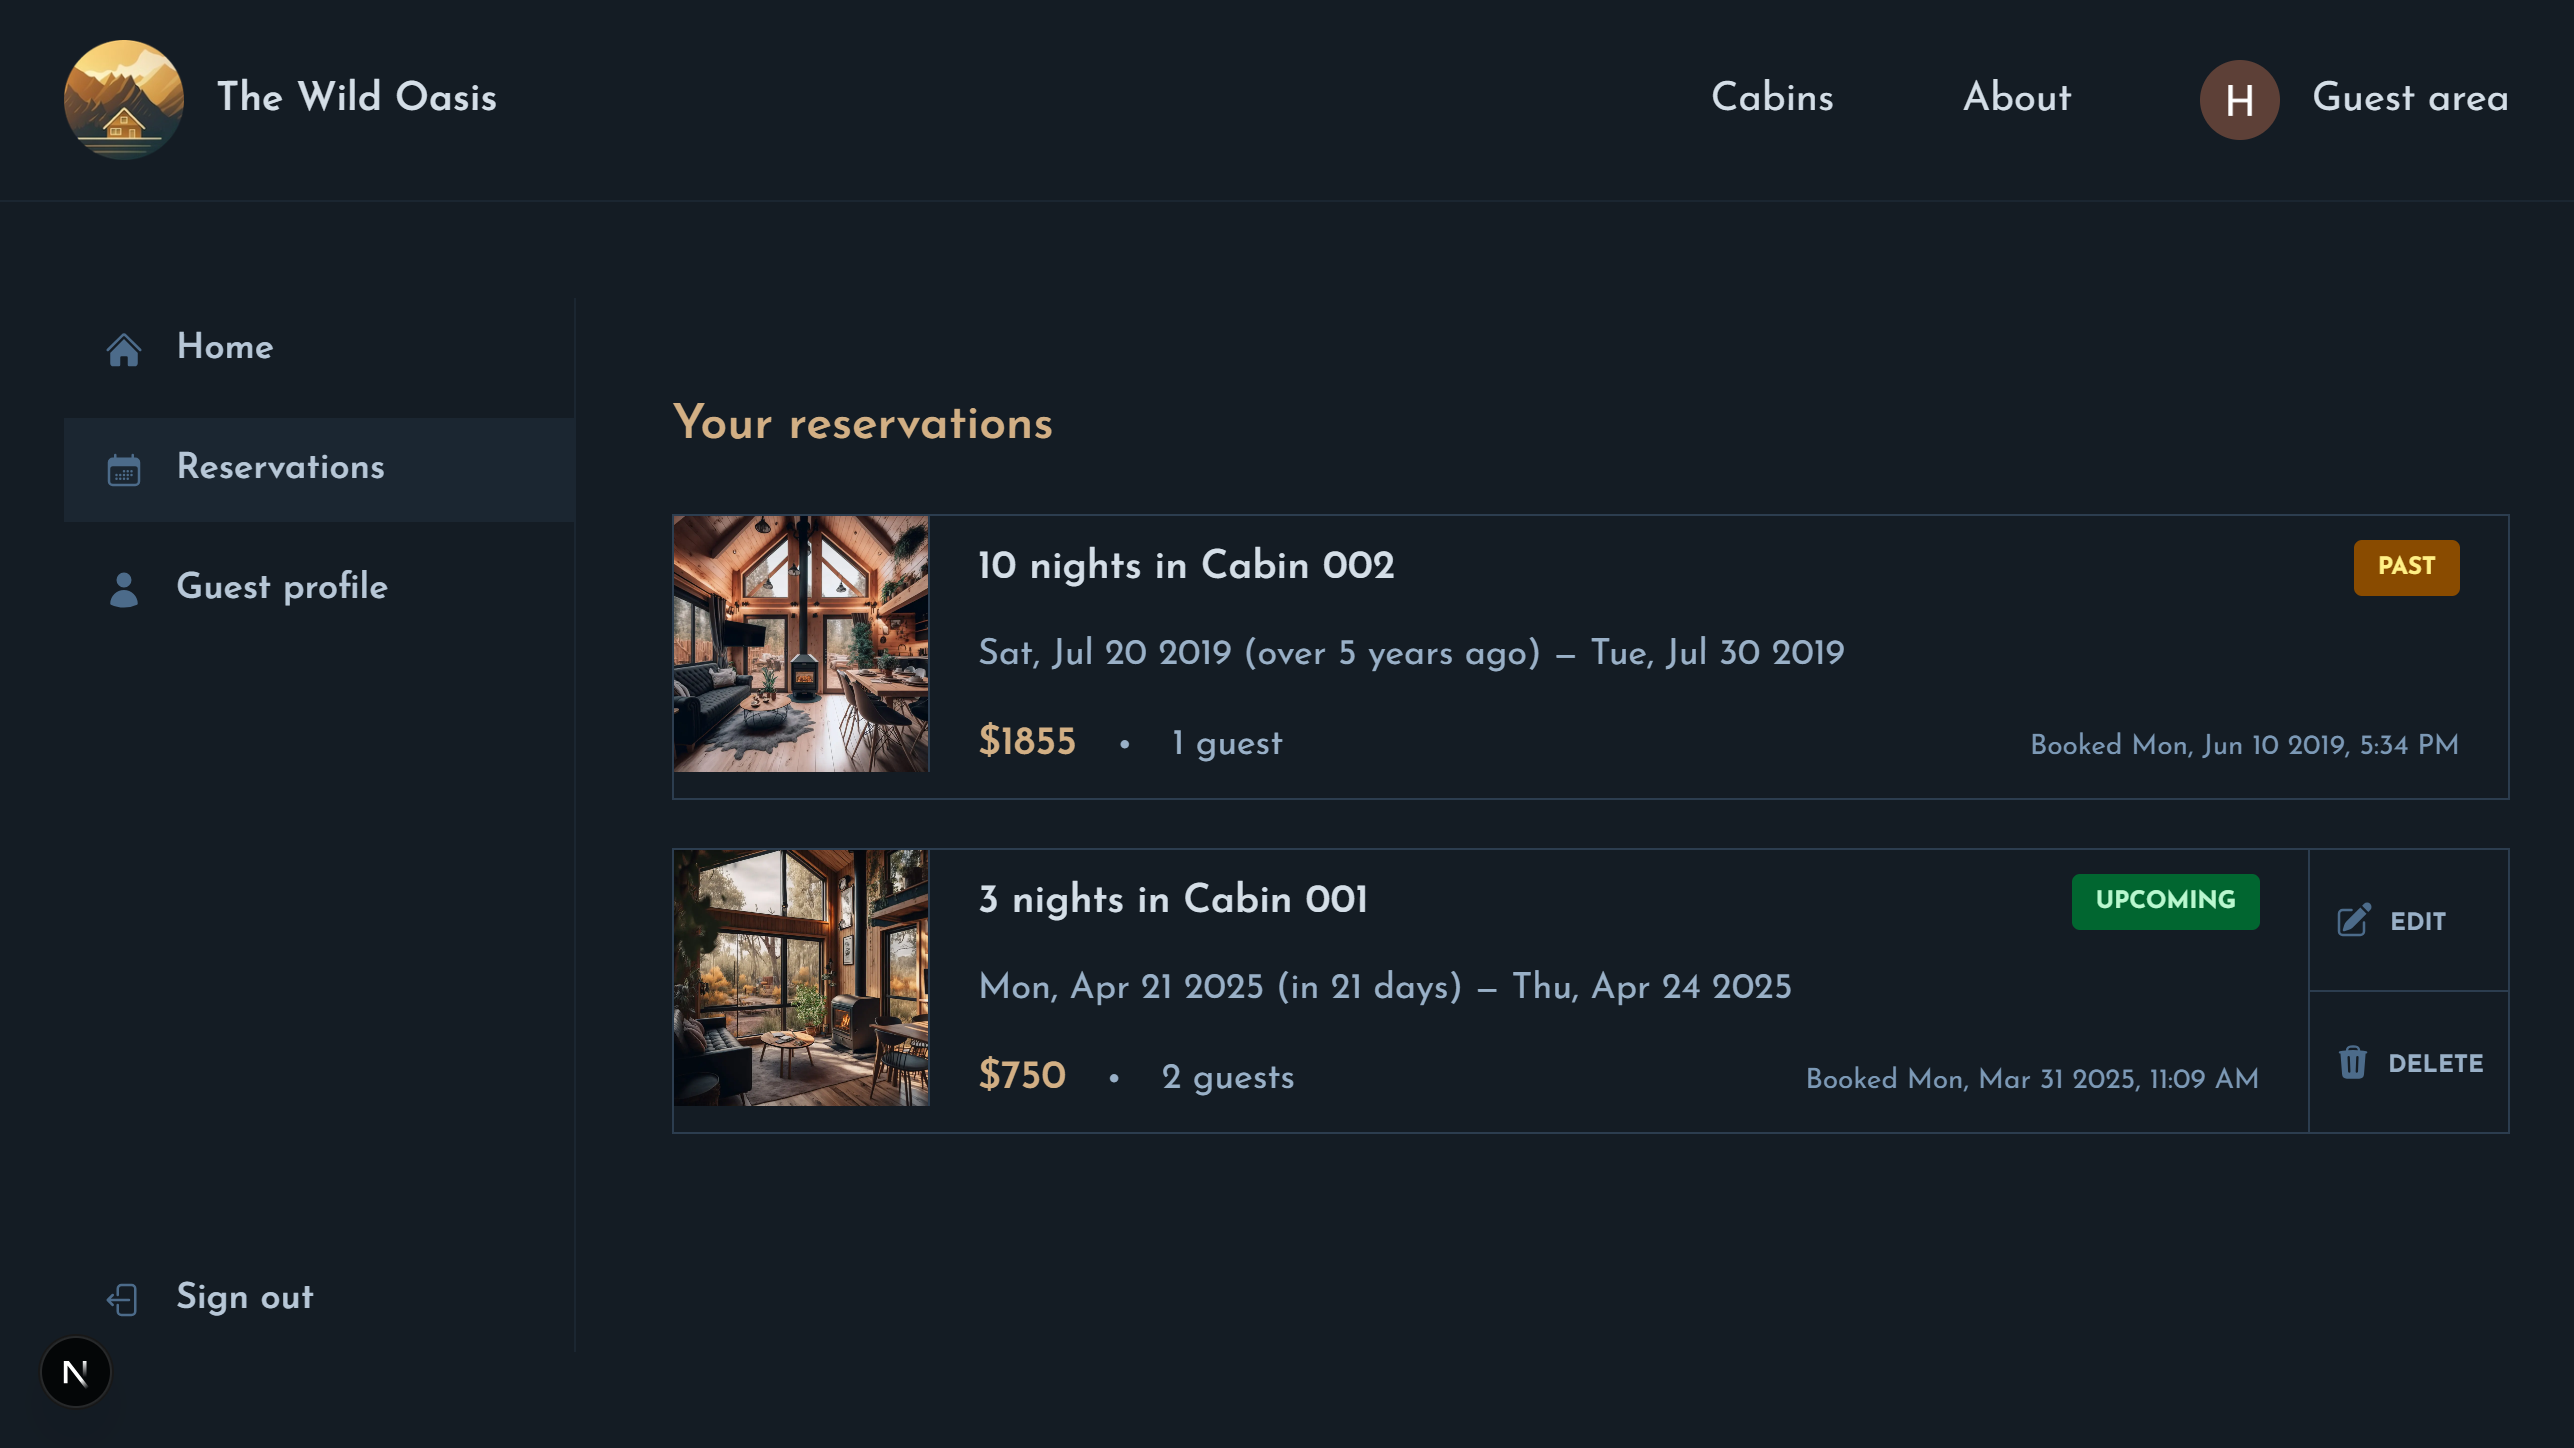 The Wild Oasis
Cabins
About
H
Guest area
Home
Reservations
Guest profile
Sign out
N
Your reservations
10 nights in Cabin 002
PAST
Sat, Jul 20 2019 (over 5 years ago) – Tue, Jul 30 2019
$1855 • 1 guest
Booked Mon, Jun 10 2019, 5:34 PM
3 nights in Cabin 001
UPCOMING
Mon, Apr 21 2025 (in 21 days) – Thu, Apr 24 2025
$750 • 2 guests
Booked Mon, Mar 31 2025, 11:09 AM
EDIT
DELETE